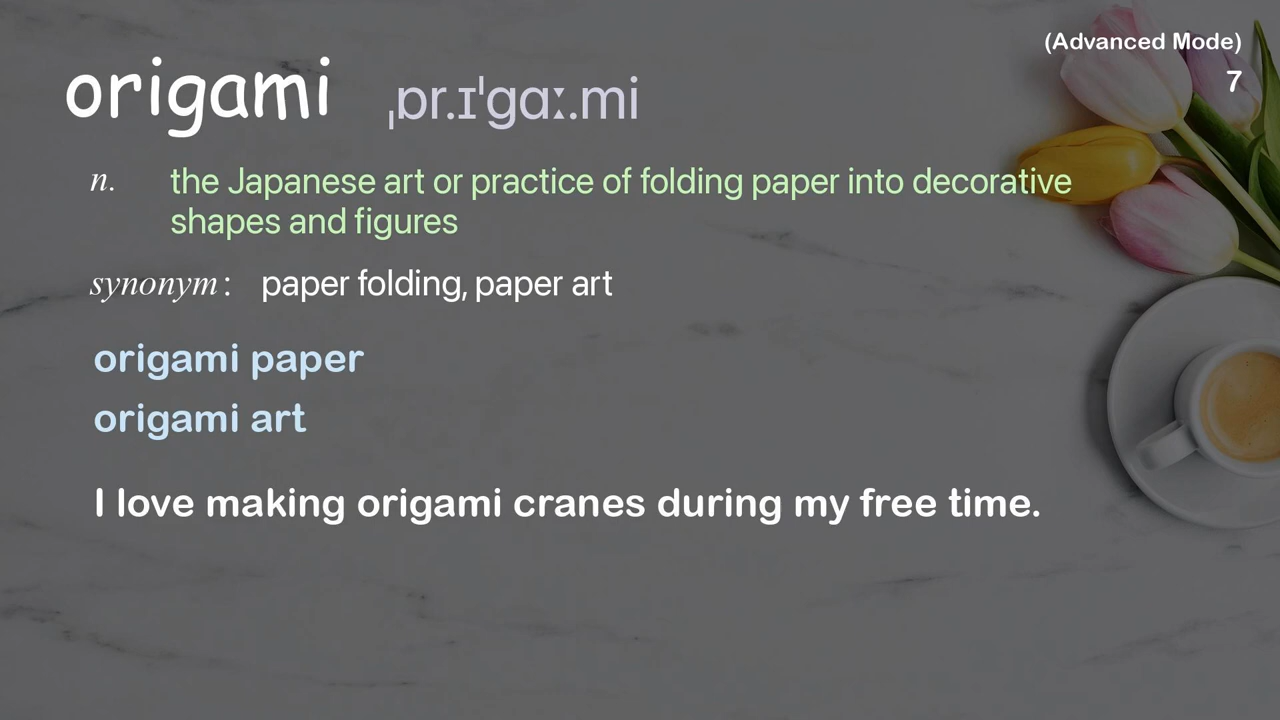 (Advanced Mode)
7
origami ˌɒr.ɪˈɡɑː.mi
n. the Japanese art or practice of folding paper into decorative
shapes and figures
synonym: paper folding, paper art
origami paper
origami art
I love making origami cranes during my free time.